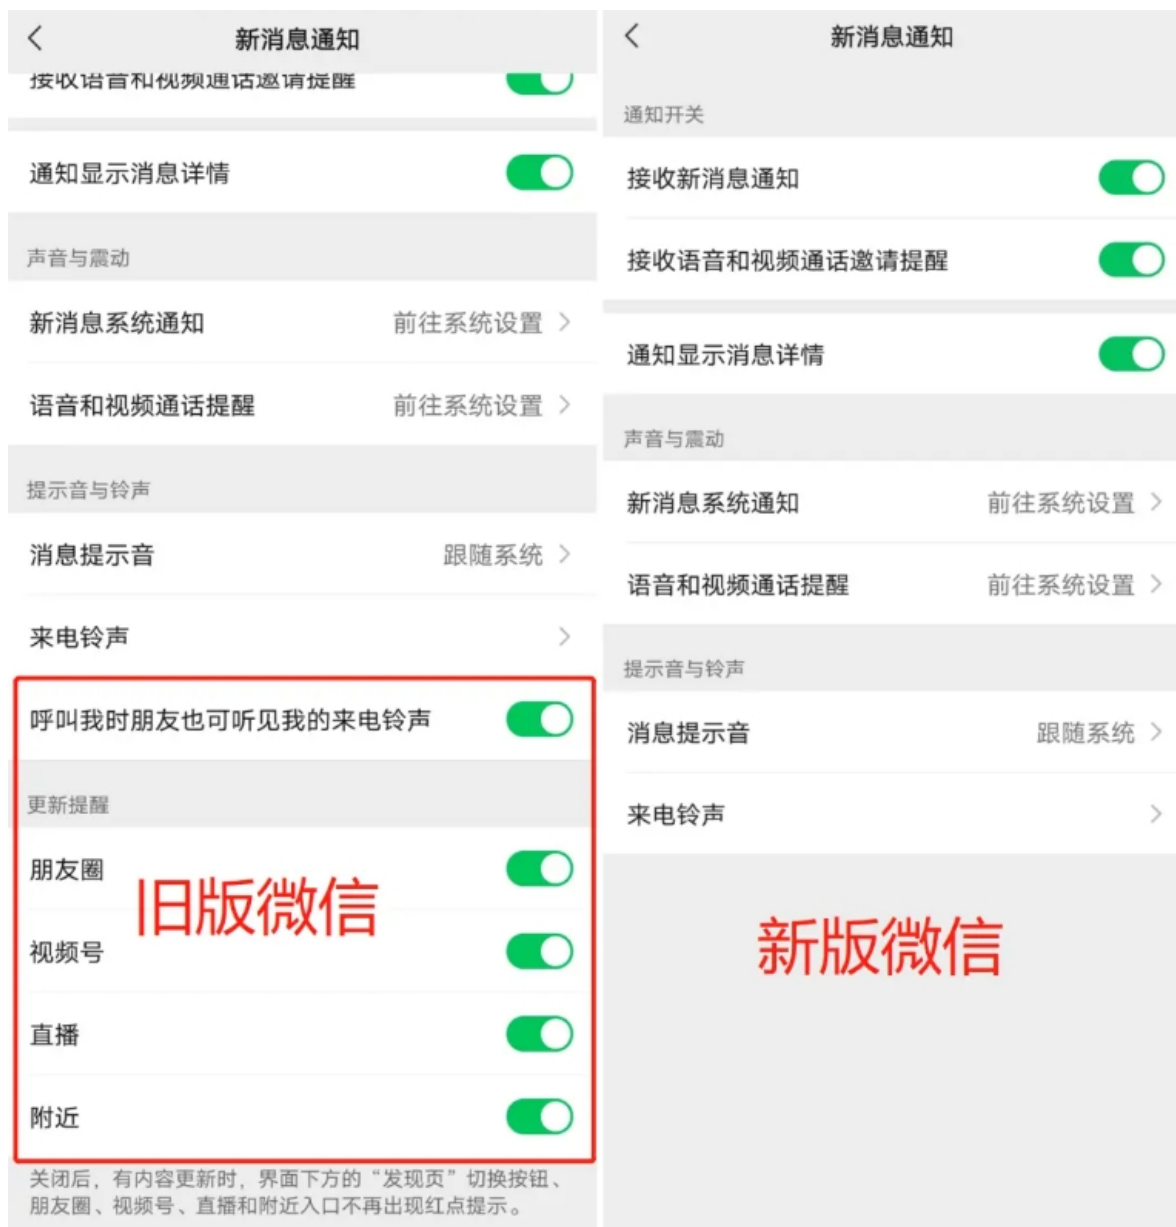 新消息通知
接收语音和视频通话邀请提醒
通知显示消息详情
声音与震动
新消息系统通知 前往系统设置
语音和视频通话提醒 前往系统设置
提示音与铃声
消息提示音 跟随系统
来电铃声
呼叫我时朋友也可听见我的来电铃声
更新提醒
朋友圈
旧版微信
视频号
直播
附近
关闭后，有内容更新时，界面下方的“发现页”切换按钮、
朋友圈、视频号、直播和附近入口不再出现红点提示。
新消息通知
通知开关
接收新消息通知
接收语音和视频通话邀请提醒
通知显示消息详情
声音与震动
新消息系统通知 前往系统设置
语音和视频通话提醒 前往系统设置
提示音与铃声
消息提示音 跟随系统
来电铃声
新版微信